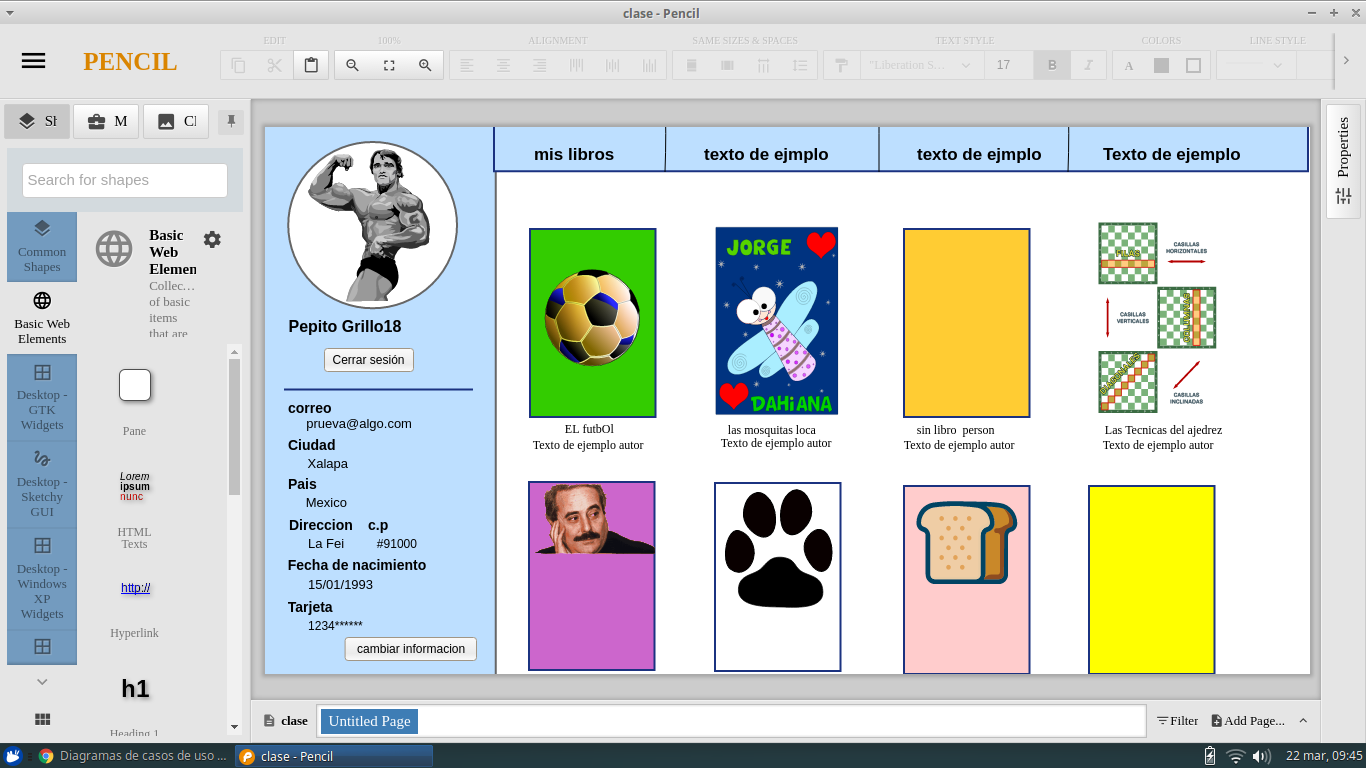 clase - Pencil
EDIT
100%
ALIGNMENT
SAME SIZES & SPACES
TEXT STYLE
COLORS
LINE STYLE
PENCIL
"Liberation S...
17
B
I
A
Sh
M
Cl
Search for shapes
Common
Shapes
Basic Web
Elements
Desktop -
GTK
Widgets
Desktop -
Sketchy
GUI
Desktop -
Windows
XP
Widgets
Basic
Web
Elemen
Collec...
of basic
items
that are
Pane
Lorem
ipsum
nunc
HTML
Texts
http://
Hyperlink
h1
Heading 1
Pepito Grillo18
Cerrar sesión
correo
prueva@algo.com
Ciudad
Xalapa
Pais
Mexico
Direccion c.p
La Fei #91000
Fecha de nacimiento
15/01/1993
Tarjeta
1234******
cambiar informacion
mis libros
texto de ejmplo
texto de ejmplo
Texto de ejemplo
JORGE
DAHiANA
FILAS
CASILLAS
HORIZONTALES
CASILLAS
VERTICALES
COLUMNAS
DIAGONALES
CASILLAS
INCLINADAS
EL futbOl
Texto de ejemplo autor
las mosquitas loca
Texto de ejemplo autor
sin libro person
Texto de ejemplo autor
Las Tecnicas del ajedrez
Texto de ejemplo autor
Properties
clase
Untitled Page
Filter
Add Page...
Diagramas de casos de uso ...
clase - Pencil
22 mar, 09:45